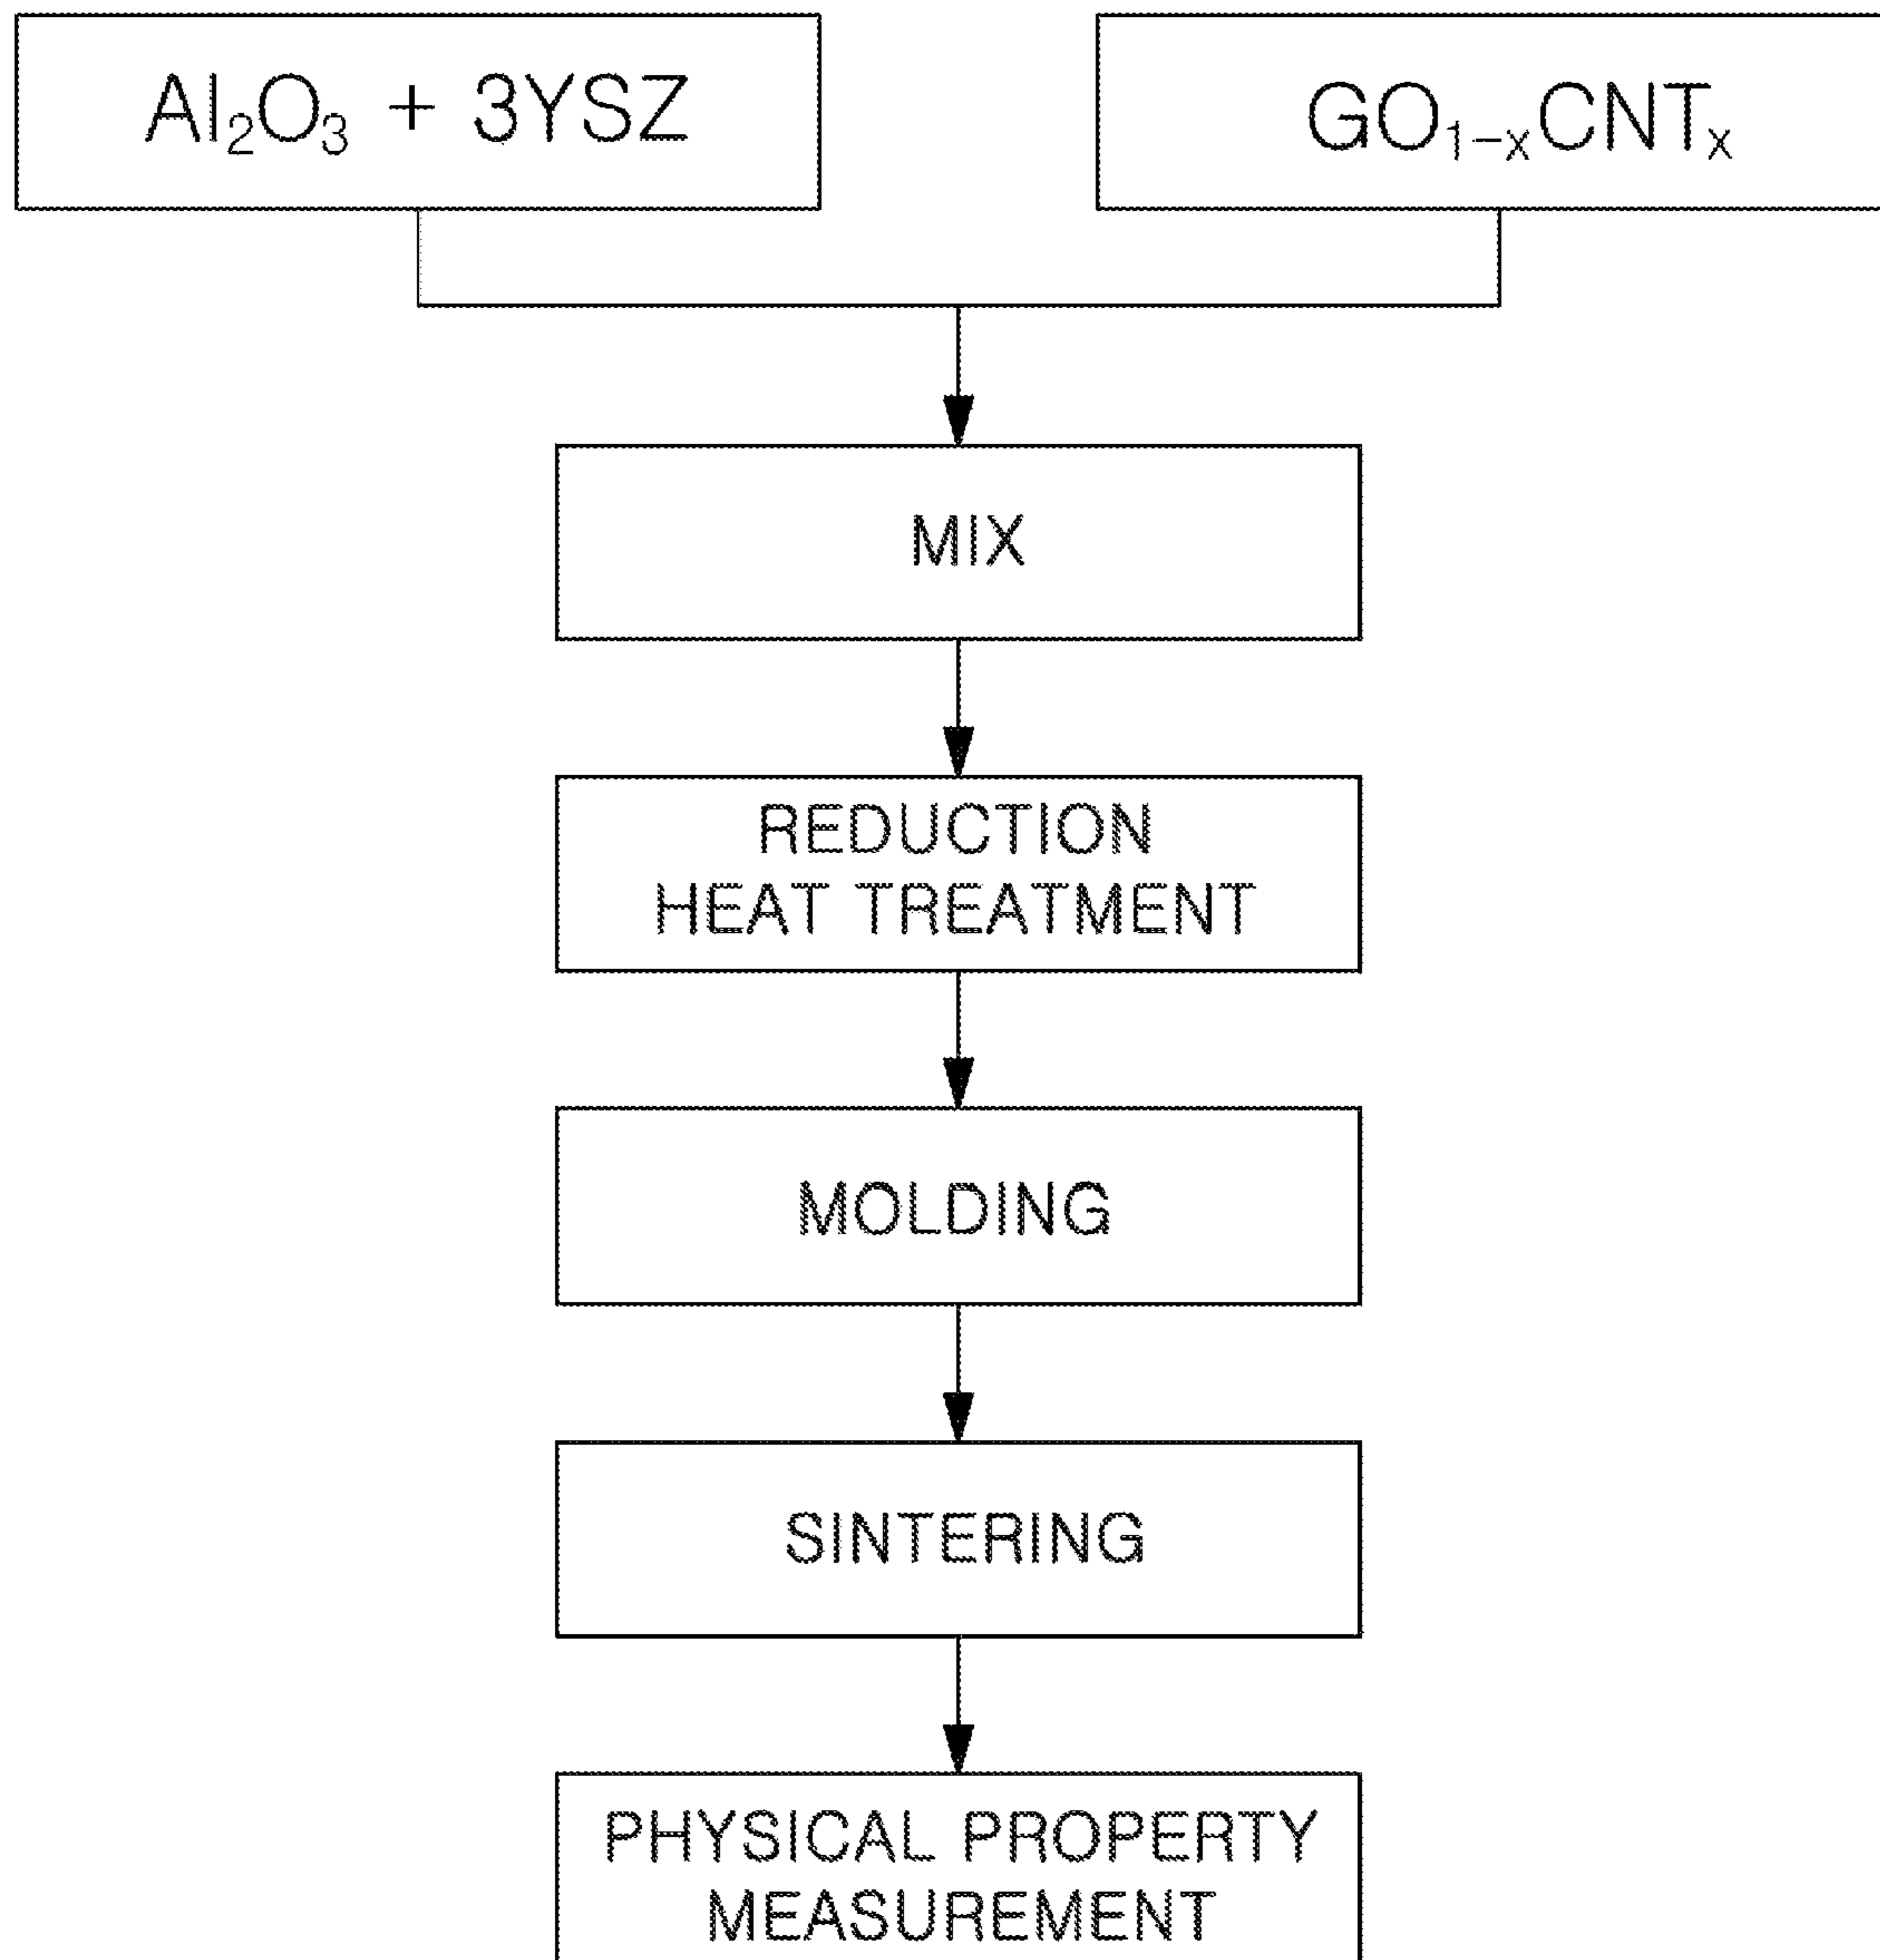 Al₂O₃ + 3YSZ
GO₁₋ₓCNTₓ
MIX
REDUCTION
HEAT TREATMENT
MOLDING
SINTERING
PHYSICAL PROPERTY
MEASUREMENT